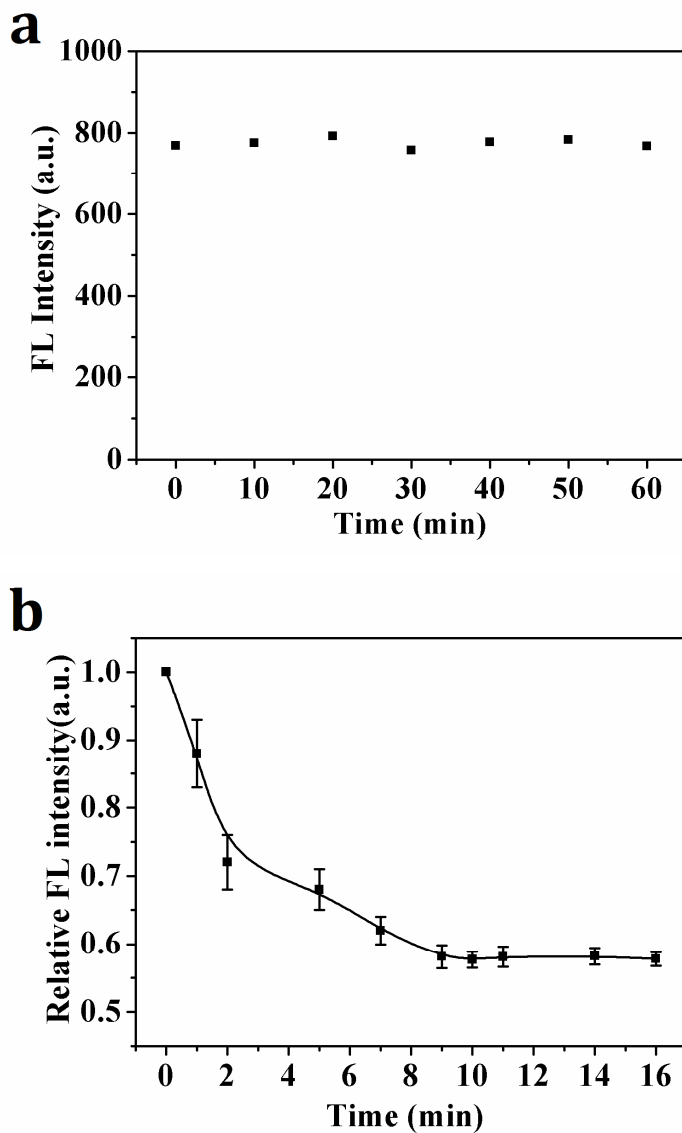 a
1000
800
600
400
200
0
FL Intensity (a.u.)
0 10 20 30 40 50 60
Time (min)
b
1.0
0.9
0.8
0.7
0.6
0.5
Relative FL intensity(a.u.)
0 2 4 6 8 10 12 14 16
Time (min)